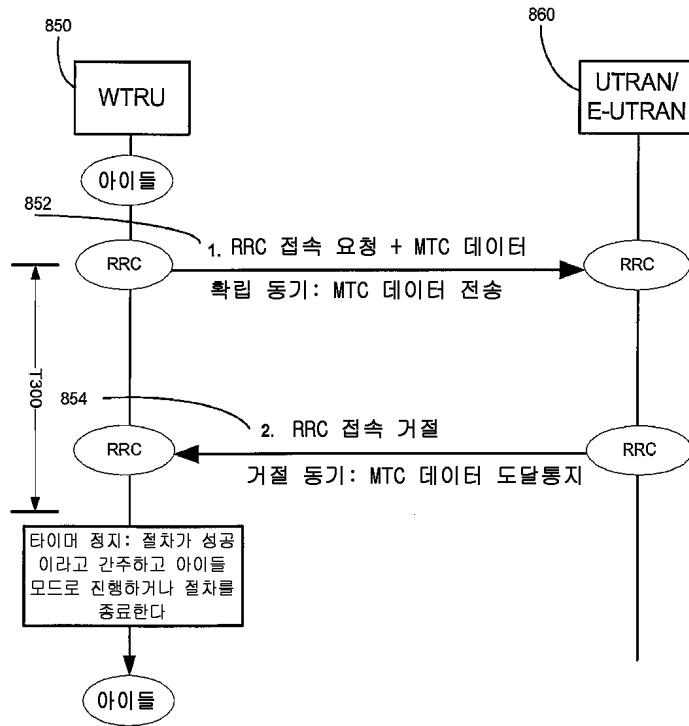 850
860
WTRU
UTRAN/
E-UTRAN
아이들
852
1. RRC 접속 요청 + MTC 데이터
RRC
RRC
확립 동기: MTC 데이터 전송
T300
854
2. RRC 접속 거절
RRC
RRC
거절 동기: MTC 데이터 도달통지
타이머 정지: 절차가 성공
이라고 간주하고 아이들
모드로 진행하거나 절차를
종료한다
아이들